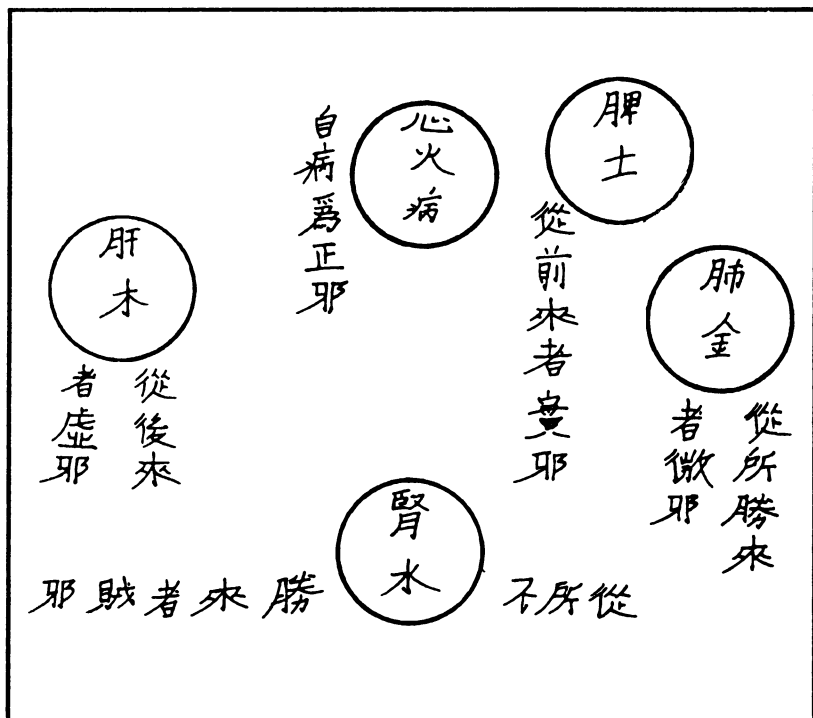 心火病
自病爲正邪
脾土
從前來者實邪
肺金
從所勝來
者微邪
腎水
從所不
勝來者賊邪
肝木
從後來
者虛邪